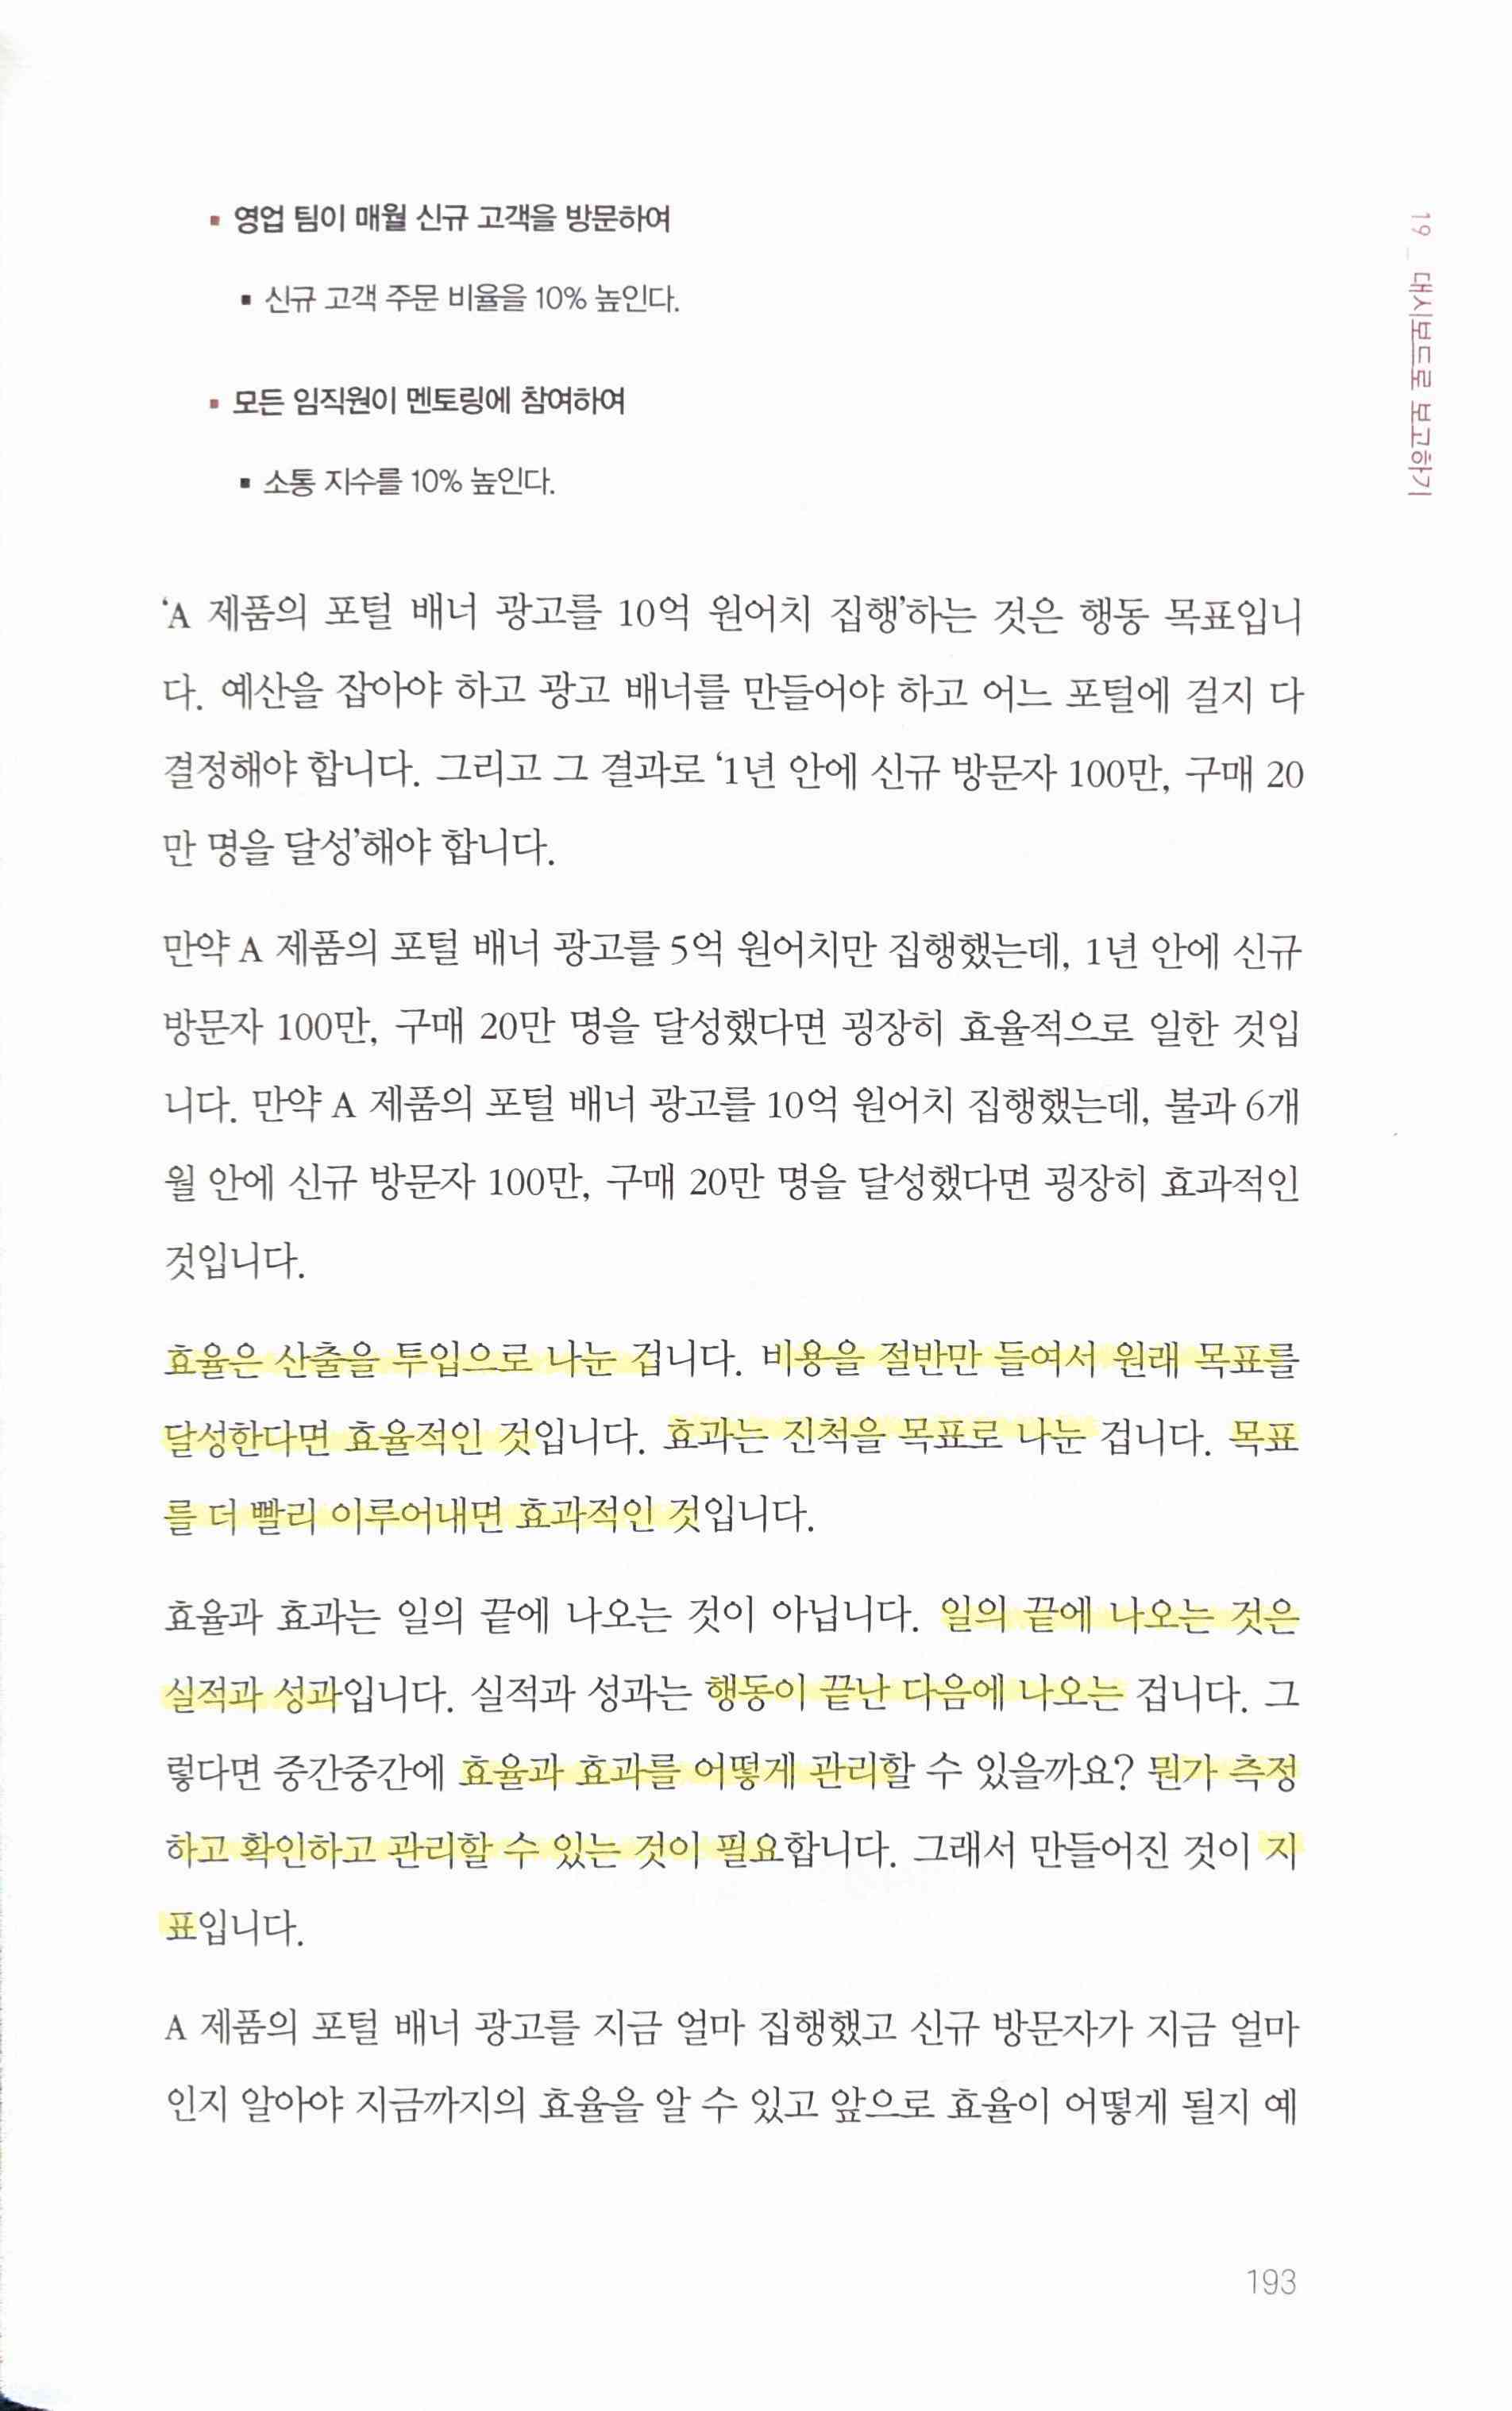 19_ 대시보드로 보고하기
▪ 영업 팀이 매월 신규 고객을 방문하여
▪ 신규 고객 주문 비율을 10% 높인다.
▪ 모든 임직원이 멘토링에 참여하여
▪ 소통 지수를 10% 높인다.
‘A 제품의 포털 배너 광고를 10억 원어치 집행’하는 것은 행동 목표입니
다. 예산을 잡아야 하고 광고 배너를 만들어야 하고 어느 포털에 걸지 다
결정해야 합니다. 그리고 그 결과로 ‘1년 안에 신규 방문자 100만, 구매 20
만 명을 달성’해야 합니다.
만약 A 제품의 포털 배너 광고를 5억 원어치만 집행했는데, 1년 안에 신규
방문자 100만, 구매 20만 명을 달성했다면 굉장히 효율적으로 일한 것입
니다. 만약 A 제품의 포털 배너 광고를 10억 원어치 집행했는데, 불과 6개
월 안에 신규 방문자 100만, 구매 20만 명을 달성했다면 굉장히 효과적인
것입니다.
효율은 산출을 투입으로 나눈 겁니다. 비용을 절반만 들여서 원래 목표를
달성한다면 효율적인 것입니다. 효과는 진척을 목표로 나눈 겁니다. 목표
를 더 빨리 이루어내면 효과적인 것입니다.
효율과 효과는 일의 끝에 나오는 것이 아닙니다. 일의 끝에 나오는 것은
실적과 성과입니다. 실적과 성과는 행동이 끝난 다음에 나오는 겁니다. 그
렇다면 중간중간에 효율과 효과를 어떻게 관리할 수 있을까요? 뭔가 측정
하고 확인하고 관리할 수 있는 것이 필요합니다. 그래서 만들어진 것이 지
표입니다.
A 제품의 포털 배너 광고를 지금 얼마 집행했고 신규 방문자가 지금 얼마
인지 알아야 지금까지의 효율을 알 수 있고 앞으로 효율이 어떻게 될지 예
193